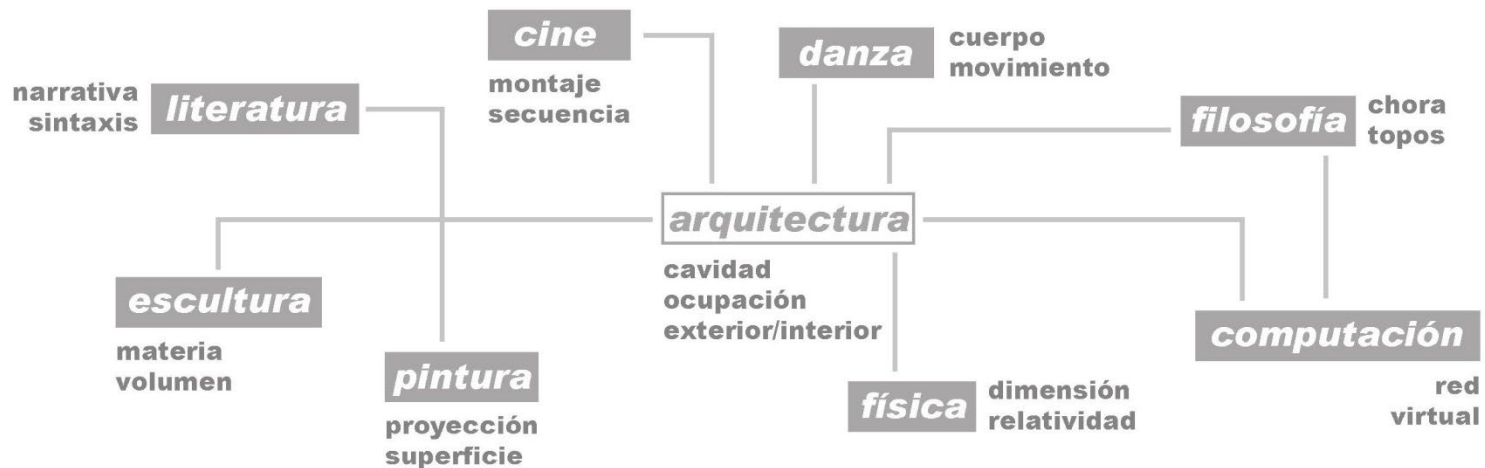 cine
montaje
secuencia
danza
cuerpo
movimiento
narrativa
sintaxis
literatura
filosofía
chora
topos
arquitectura
cavidad
ocupación
exterior/interior
escultura
materia
volumen
pintura
proyección
superficie
física
dimensión
relatividad
computación
red
virtual